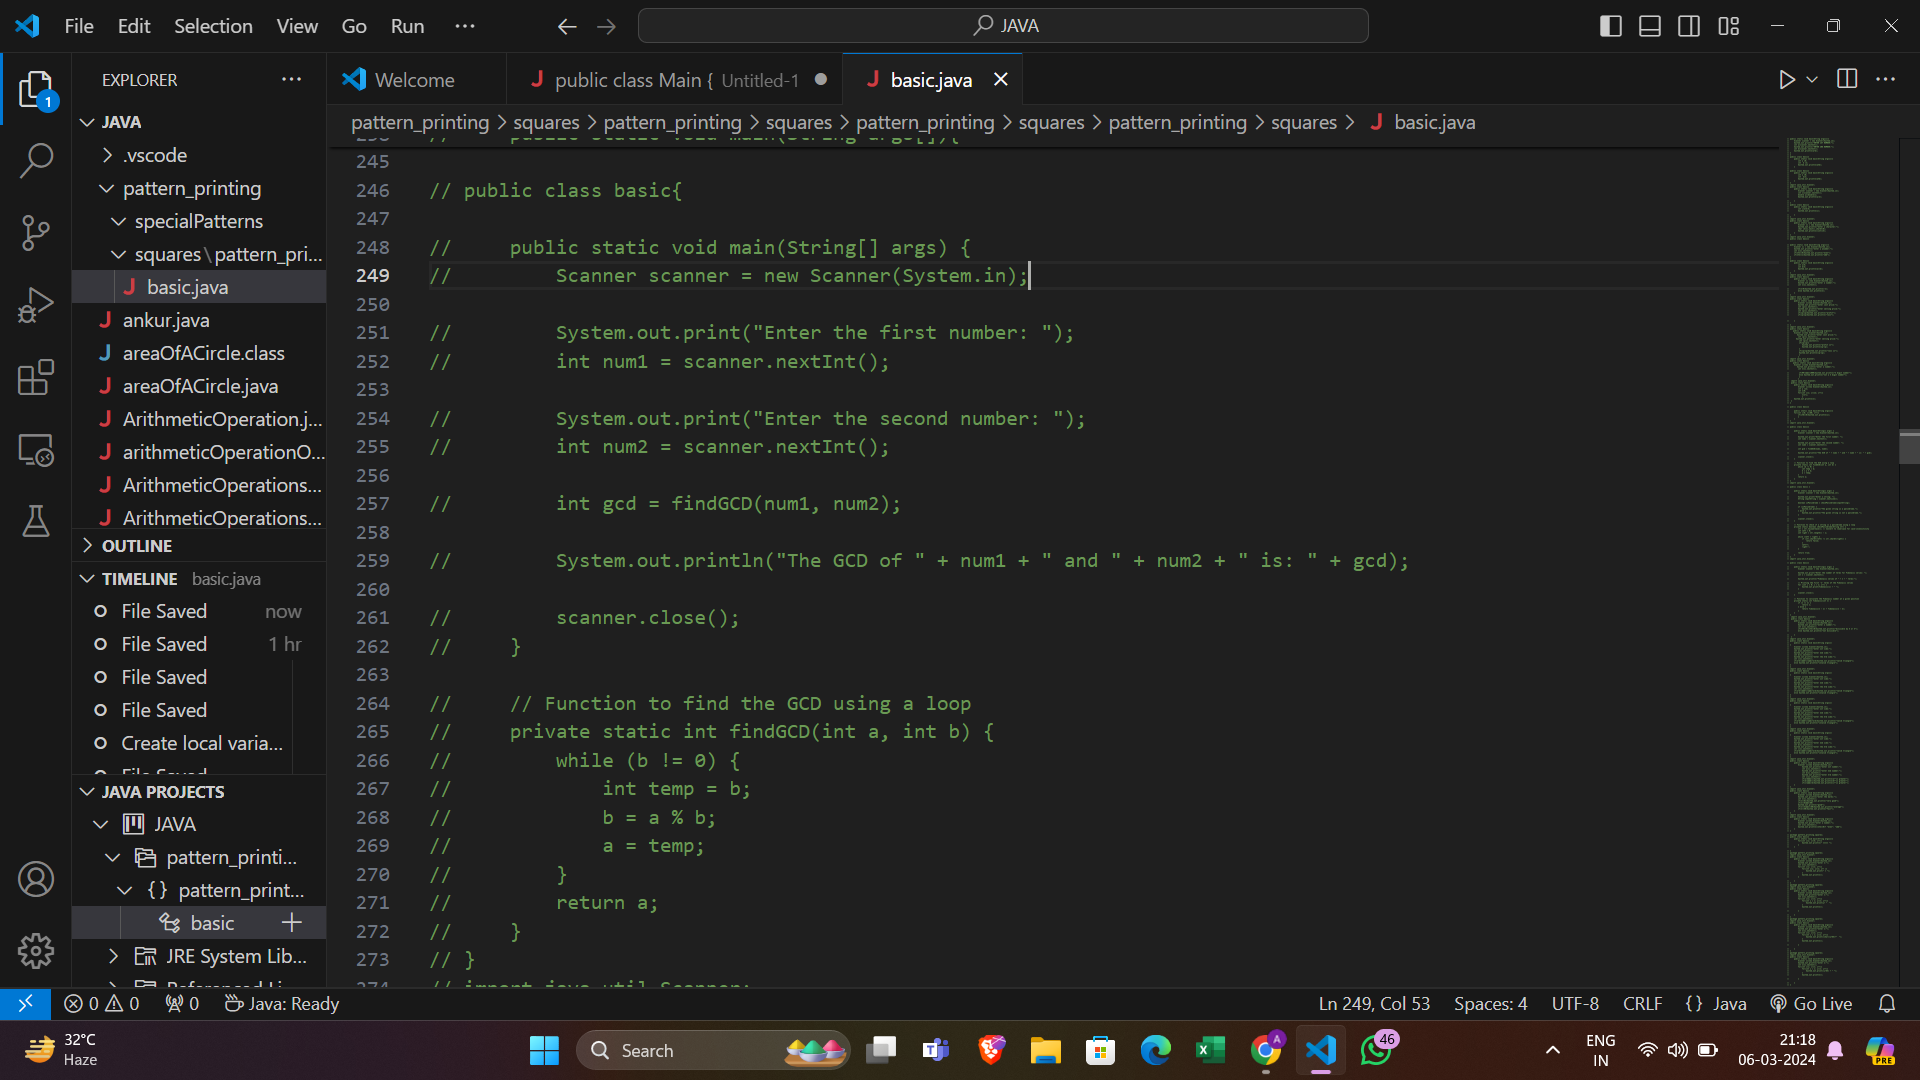 File Edit Selection View Go Run ··· JAVA
EXPLORER ···
Welcome
public class Main { Untitled-1
basic.java
1
JAVA
.vscode
pattern_printing
specialPatterns
squares\pattern_pri...
basic.java
ankur.java
areaOfACircle.class
areaOfACircle.java
ArithmeticOperation.j...
arithmeticOperationO...
ArithmeticOperations...
ArithmeticOperations...
OUTLINE
TIMELINE basic.java
File Saved now
File Saved 1 hr
File Saved
File Saved
Create local varia...
File Saved
JAVA PROJECTS
JAVA
pattern_printi...
{} pattern_print...
basic
JRE System Lib...
pattern_printing > squares > pattern_printing > squares > pattern_printing > squares > pattern_printing > squares > basic.java
245
246 // public class basic{
247
248 //     public static void main(String[] args) {
249 //         Scanner scanner = new Scanner(System.in);
250
251 //         System.out.print("Enter the first number: ");
252 //         int num1 = scanner.nextInt();
253
254 //         System.out.print("Enter the second number: ");
255 //         int num2 = scanner.nextInt();
256
257 //         int gcd = findGCD(num1, num2);
258
259 //         System.out.println("The GCD of " + num1 + " and " + num2 + " is: " + gcd);
260
261 //         scanner.close();
262 //     }
263
264 //     // Function to find the GCD using a loop
265 //     private static int findGCD(int a, int b) {
266 //         while (b != 0) {
267 //             int temp = b;
268 //             b = a % b;
269 //             a = temp;
270 //         }
271 //         return a;
272 //     }
273 // }
274 // import java.util.Scanner;
0 0 0 Java: Ready
Ln 249, Col 53 Spaces: 4 UTF-8 CRLF {} Java Go Live
32°C
Haze
Search
A
46
ENG
IN
21:18
06-03-2024
PRE